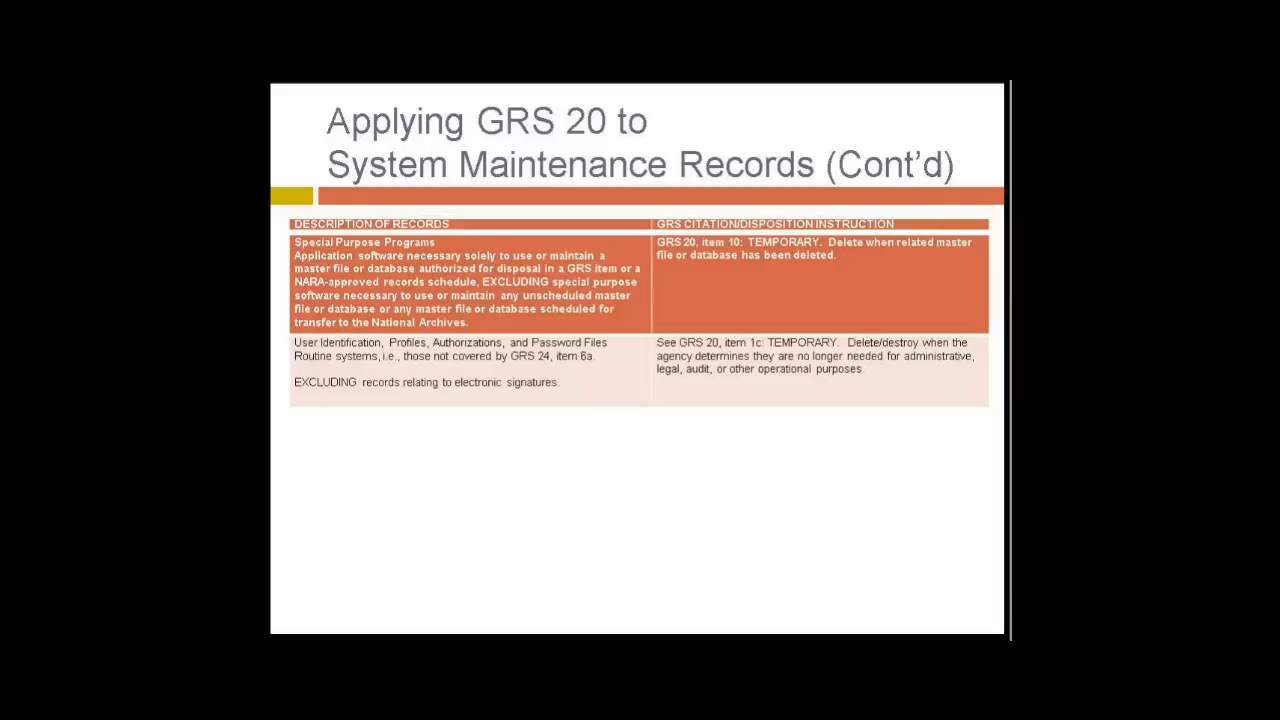 Applying GRS 20 to
System Maintenance Records (Cont'd)
DESCRIPTION OF RECORDS
GRS CITATION/DISPOSITION INSTRUCTION
Special Purpose Programs
Application software necessary solely to use or maintain a
master file or database authorized for disposal in a GRS item or a
NARA-approved records schedule, EXCLUDING special purpose
software necessary to use or maintain any unscheduled master
file or database or any master file or database scheduled for
transfer to the National Archives.
GRS 20, item 10: TEMPORARY. Delete when related master
file or database has been deleted.
User Identification, Profiles, Authorizations, and Password Files
Routine systems, i.e., those not covered by GRS 24, item 6a.
EXCLUDING records relating to electronic signatures.
See GRS 20, item 1c: TEMPORARY. Delete/destroy when the
agency determines they are no longer needed for administrative,
legal, audit, or other operational purposes.